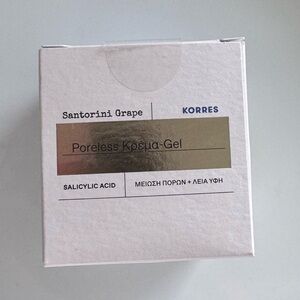 Santorini Grape
KORRES
Poreless Κρέμα-Gel
SALICYLIC ACID
ΜΕΙΩΣΗ ΠΟΡΩΝ + ΛΕΙΑ ΥΦΗ